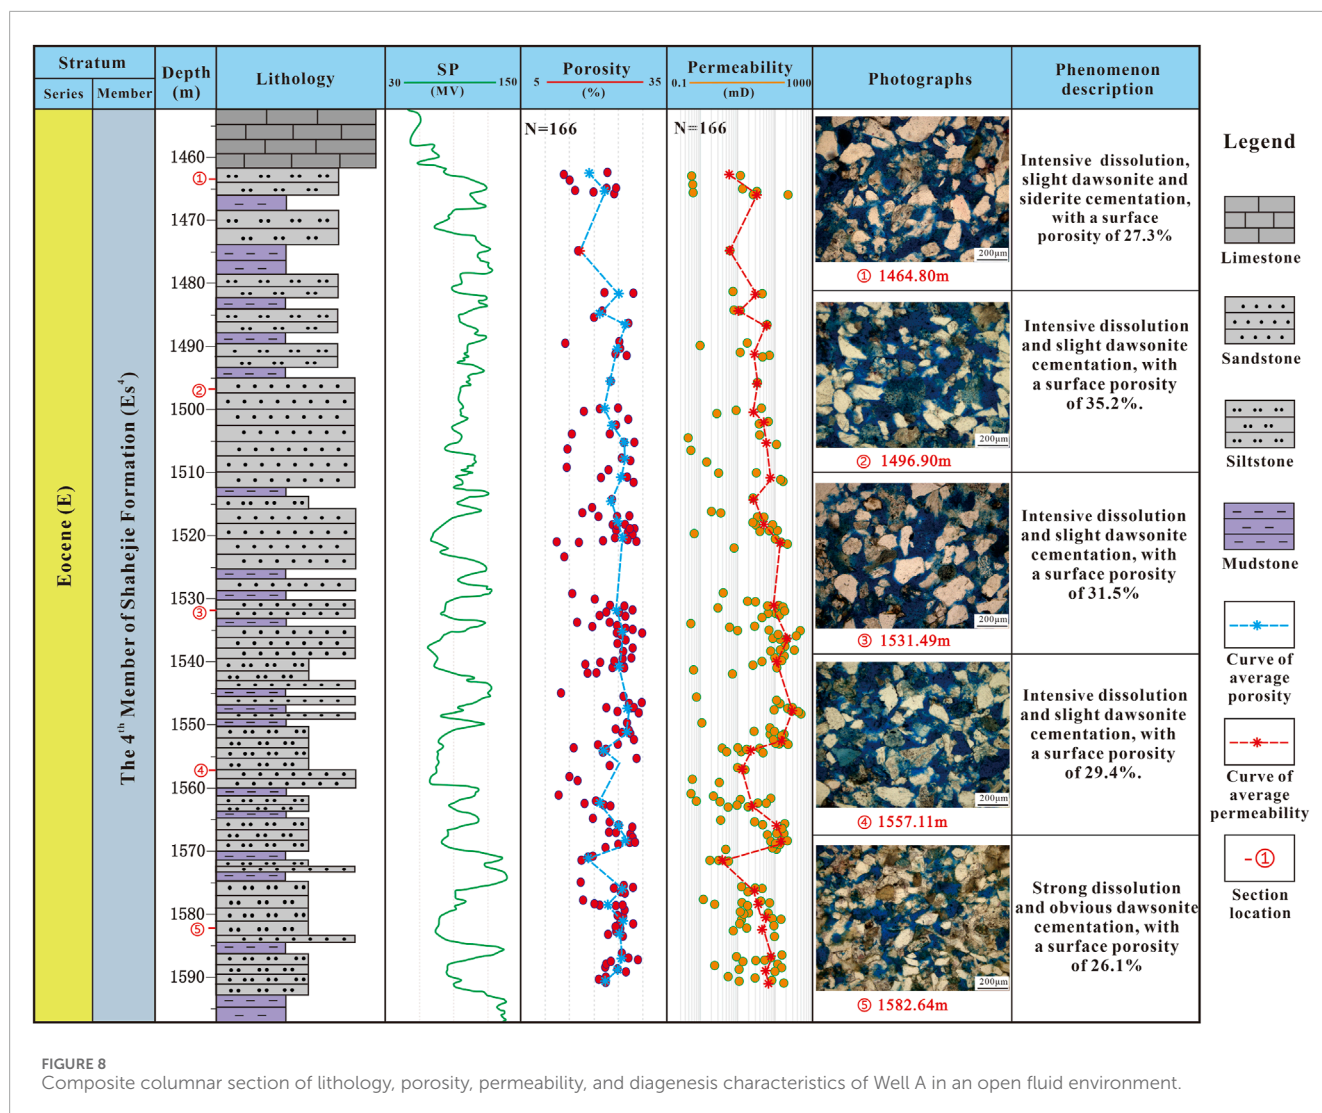 Stratum
Series
Member
Depth
(m)
Lithology
SP
30
150
(MV)
Porosity
5
35
(%)
Permeability
0.1
1000
(mD)
Photographs
Phenomenon
description
Eocene (E)
The 4th Member of Shahejie Formation (Es4)
1460
1470
1480
1490
1500
1510
1520
1530
1540
1550
1560
1570
1580
1590
①
②
③
④
⑤
N=166
N=166
200μm
① 1464.80m
Intensive dissolution,
slight dawsonite and
siderite cementation,
with a surface
porosity of 27.3%
200μm
② 1496.90m
Intensive dissolution
and slight dawsonite
cementation, with
a surface porosity
of 35.2%.
200μm
③ 1531.49m
Intensive dissolution
and slight dawsonite
cementation, with
a surface porosity
of 31.5%
200μm
④ 1557.11m
Intensive dissolution
and slight dawsonite
cementation, with
a surface porosity
of 29.4%.
200μm
⑤ 1582.64m
Strong dissolution
and obvious dawsonite
cementation, with
a surface porosity
of 26.1%
Legend
Limestone
Sandstone
Siltstone
Mudstone
Curve of
average
porosity
Curve of
average
permeability
-①
Section
location
FIGURE 8
Composite columnar section of lithology, porosity, permeability, and diagenesis characteristics of Well A in an open fluid environment.